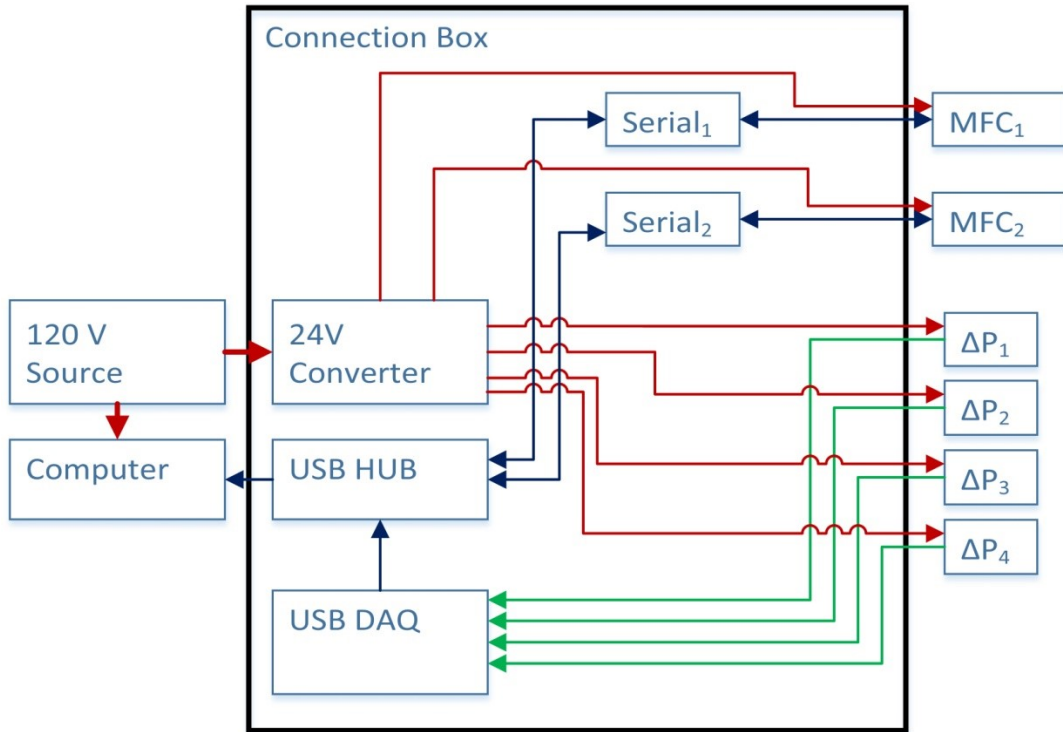 Connection Box
Serial₁
MFC₁
Serial₂
MFC₂
120 V
Source
24V
Converter
ΔP₁
ΔP₂
Computer
USB HUB
ΔP₃
ΔP₄
USB DAQ